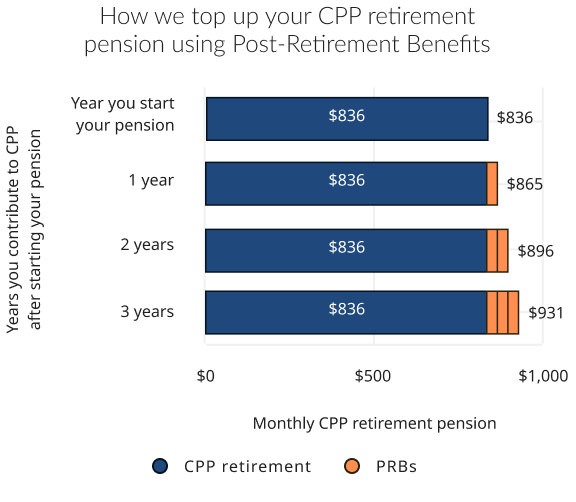 How we top up your CPP retirement
pension using Post-Retirement Benefits
Years you contribute to CPP
after starting your pension
Year you start
your pension
$836
$836
1 year
$836
$865
2 years
$836
$896
3 years
$836
$931
$0
$500
$1,000
Monthly CPP retirement pension
CPP retirement
PRBs